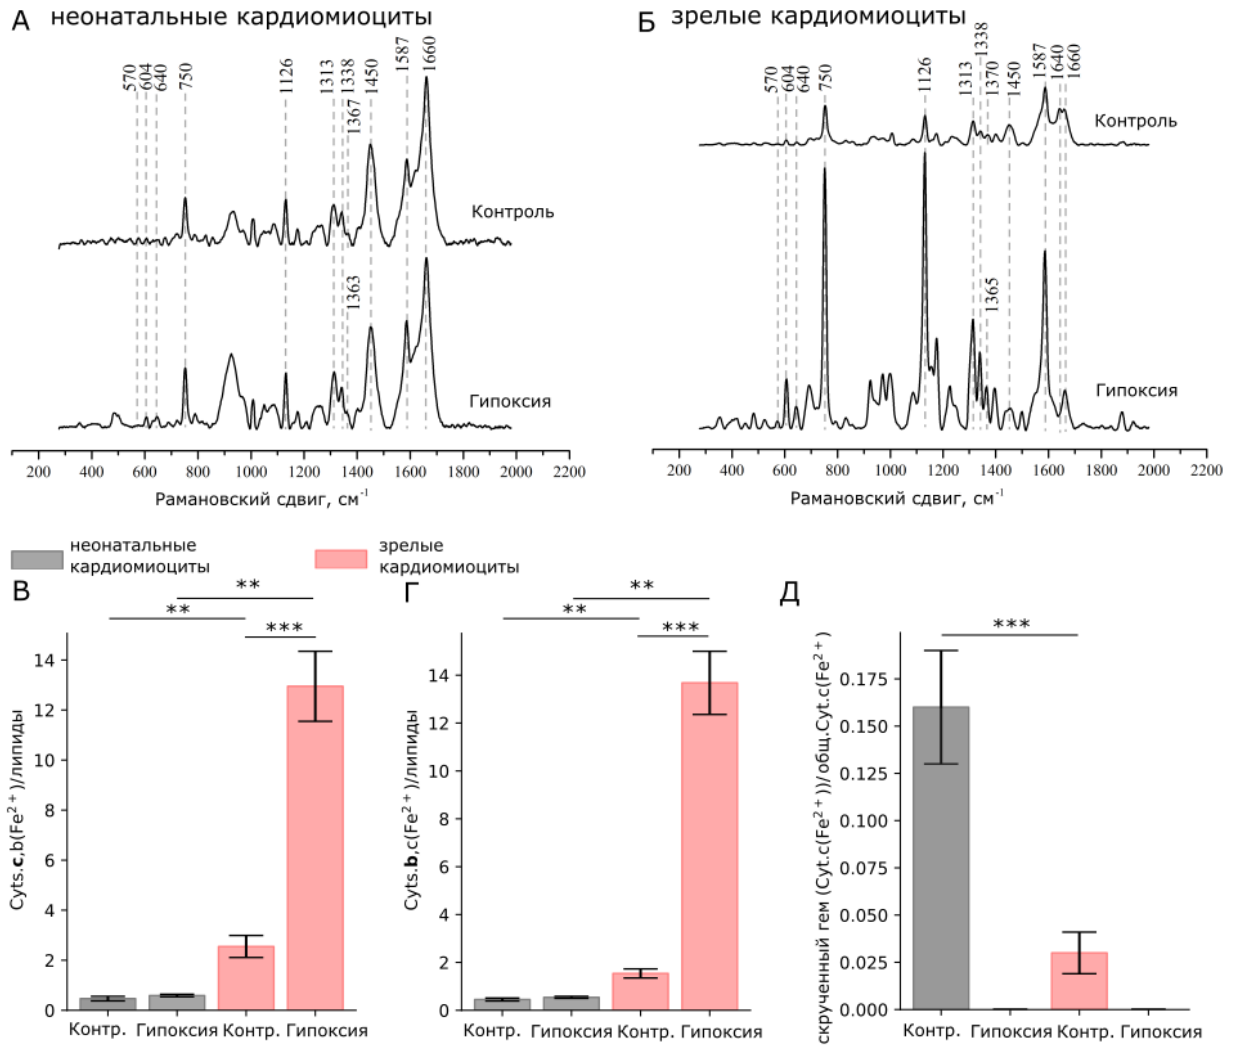 А неонатальные кардиомиоциты
570
604
640
750
1126
1313
1338
1367
1450
1587
1660
Контроль
1363
Гипоксия
200 400 600 800 1000 1200 1400 1600 1800 2000 2200
Рамановский сдвиг, см⁻¹
Б зрелые кардиомиоциты
570
604
640
750
1126
1313
1338
1370
1450
1587
1640
1660
Контроль
1365
Гипоксия
200 400 600 800 1000 1200 1400 1600 1800 2000 2200
Рамановский сдвиг, см⁻¹
неонатальные
кардиомиоциты
зрелые
кардиомиоциты
В
**
**
***
Cyts.c,b(Fe²⁺)/липиды
14
12
10
8
6
4
2
0
Контр. Гипоксия Контр. Гипоксия
Г
**
**
***
Cyts.b,c(Fe²⁺)/липиды
14
12
10
8
6
4
2
0
Контр. Гипоксия Контр. Гипоксия
Д
***
скрученный гем (Cyt.c(Fe²⁺))/общ.Cyt.c(Fe²⁺)
0.175
0.150
0.125
0.100
0.075
0.050
0.025
0.000
Контр. Гипоксия Контр. Гипоксия